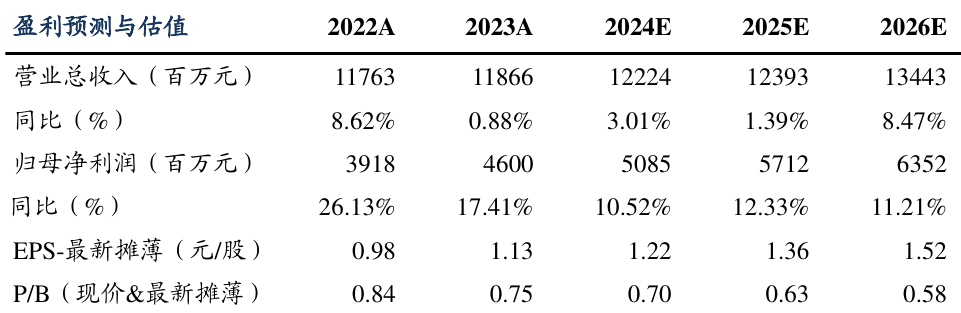 盈利预测与估值 2022A 2023A 2024E 2025E 2026E
营业总收入（百万元） 11763 11866 12224 12393 13443
同比（%） 8.62% 0.88% 3.01% 1.39% 8.47%
归母净利润（百万元） 3918 4600 5085 5712 6352
同比（%） 26.13% 17.41% 10.52% 12.33% 11.21%
EPS-最新摊薄（元/股） 0.98 1.13 1.22 1.36 1.52
P/B（现价&最新摊薄） 0.84 0.75 0.70 0.63 0.58